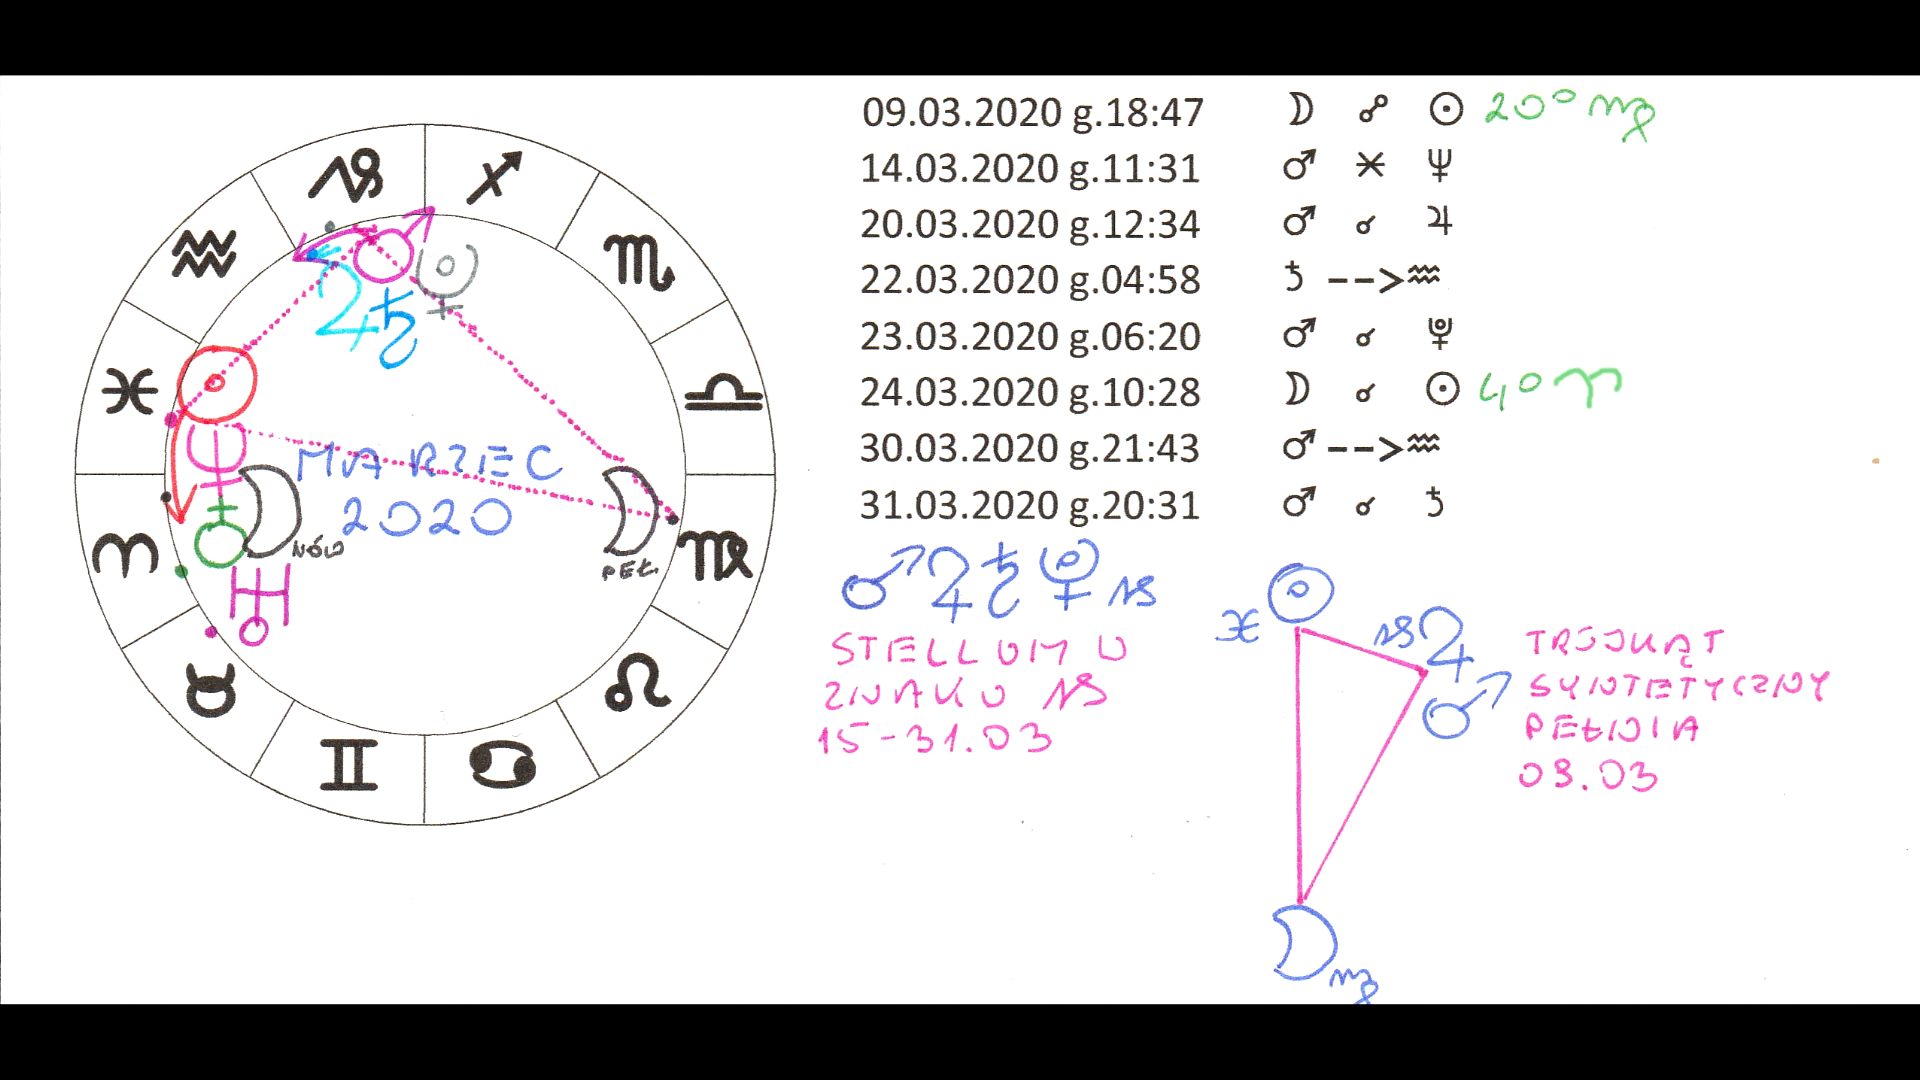 09.03.2020 g.18:47 ☽ ☍ ☉ 20° ♍
14.03.2020 g.11:31 ♂ ⚹ ♆
20.03.2020 g.12:34 ♂ ☌ ♃
22.03.2020 g.04:58 ♄ --> ♒
23.03.2020 g.06:20 ♂ ☌ ♇
24.03.2020 g.10:28 ☽ ☌ ☉ 4° ♈
30.03.2020 g.21:43 ♂ --> ♒
31.03.2020 g.20:31 ♂ ☌ ♄
MARZEC
2020
NÓW
PEŁ.
♂ ♃ ♄ ♇ ♑
STELLUM W
ZNAKU ♑
15-31.03
TRÓJKĄT
SYNTETYCZNY
PEŁNIA
09.03